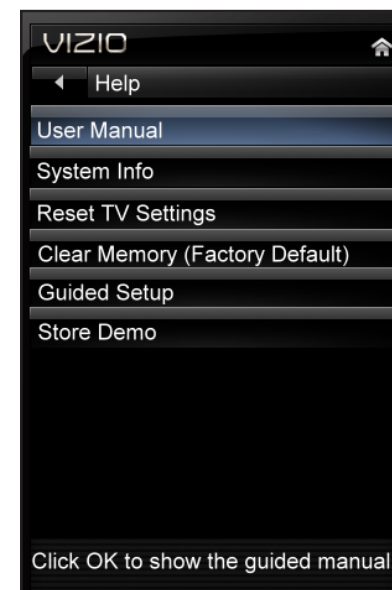 VIZIO
Help
User Manual
System Info
Reset TV Settings
Clear Memory (Factory Default)
Guided Setup
Store Demo
Click OK to show the guided manual